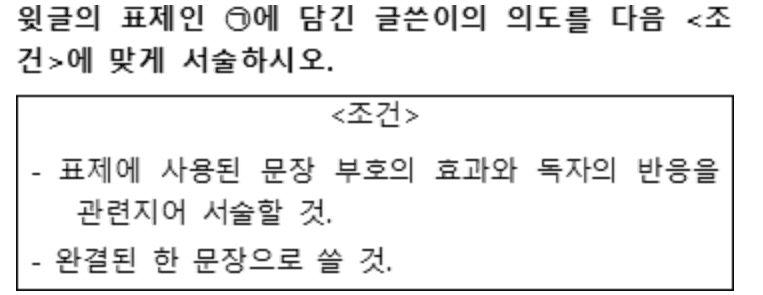 윗글의 표제인 ㉠에 담긴 글쓴이의 의도를 다음 <조
건>에 맞게 서술하시오.
<조건>
- 표제에 사용된 문장 부호의 효과와 독자의 반응을
관련지어 서술할 것.
- 완결된 한 문장으로 쓸 것.